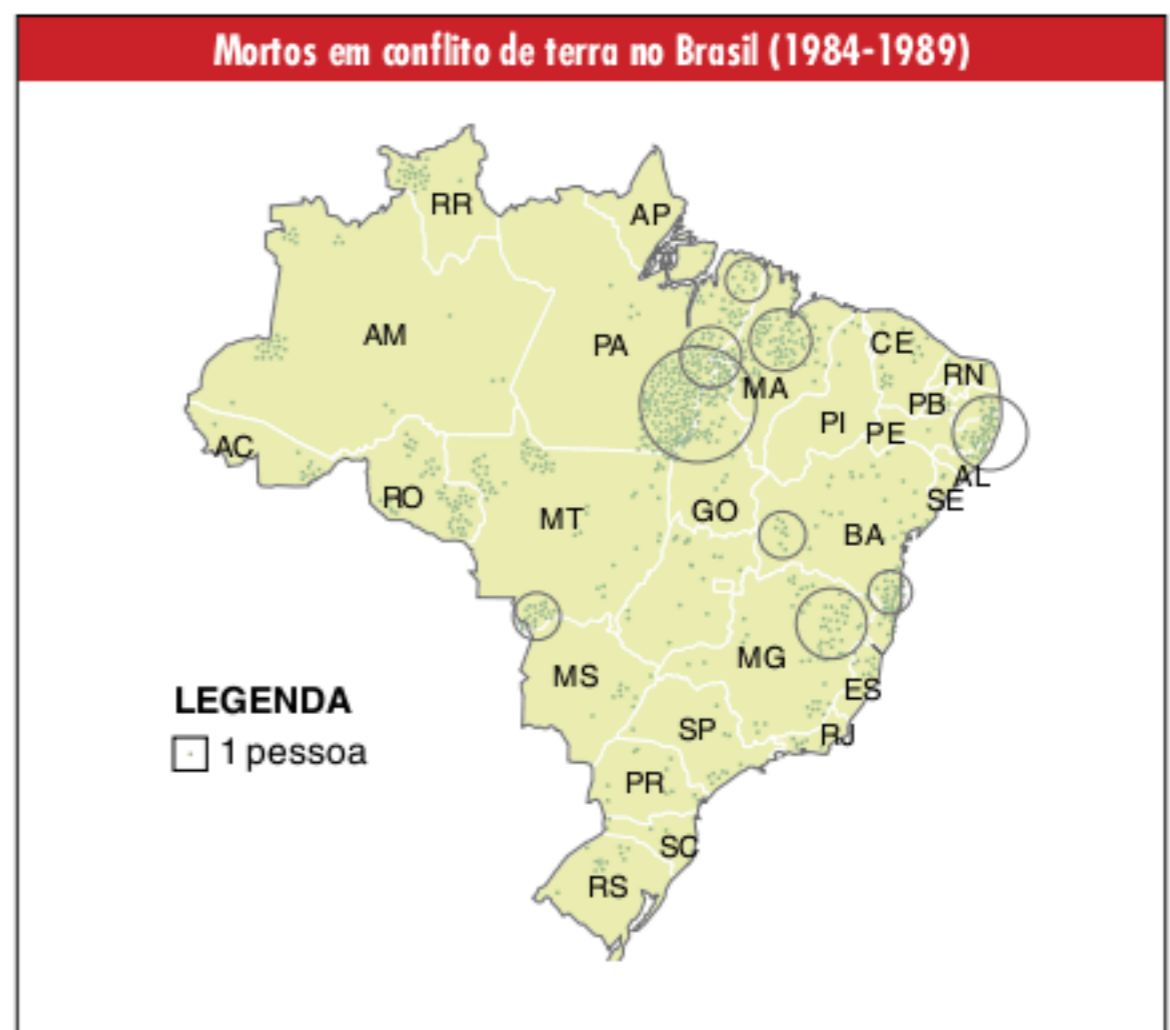 Mortos em conflito de terra no Brasil (1984-1989)
RR
AP
AM
PA
CE
MA
RN
PB
PI
PE
AC
AL
SE
RO
MT
GO
BA
MG
MS
ES
LEGENDA
SP
RJ
1 pessoa
PR
SC
RS